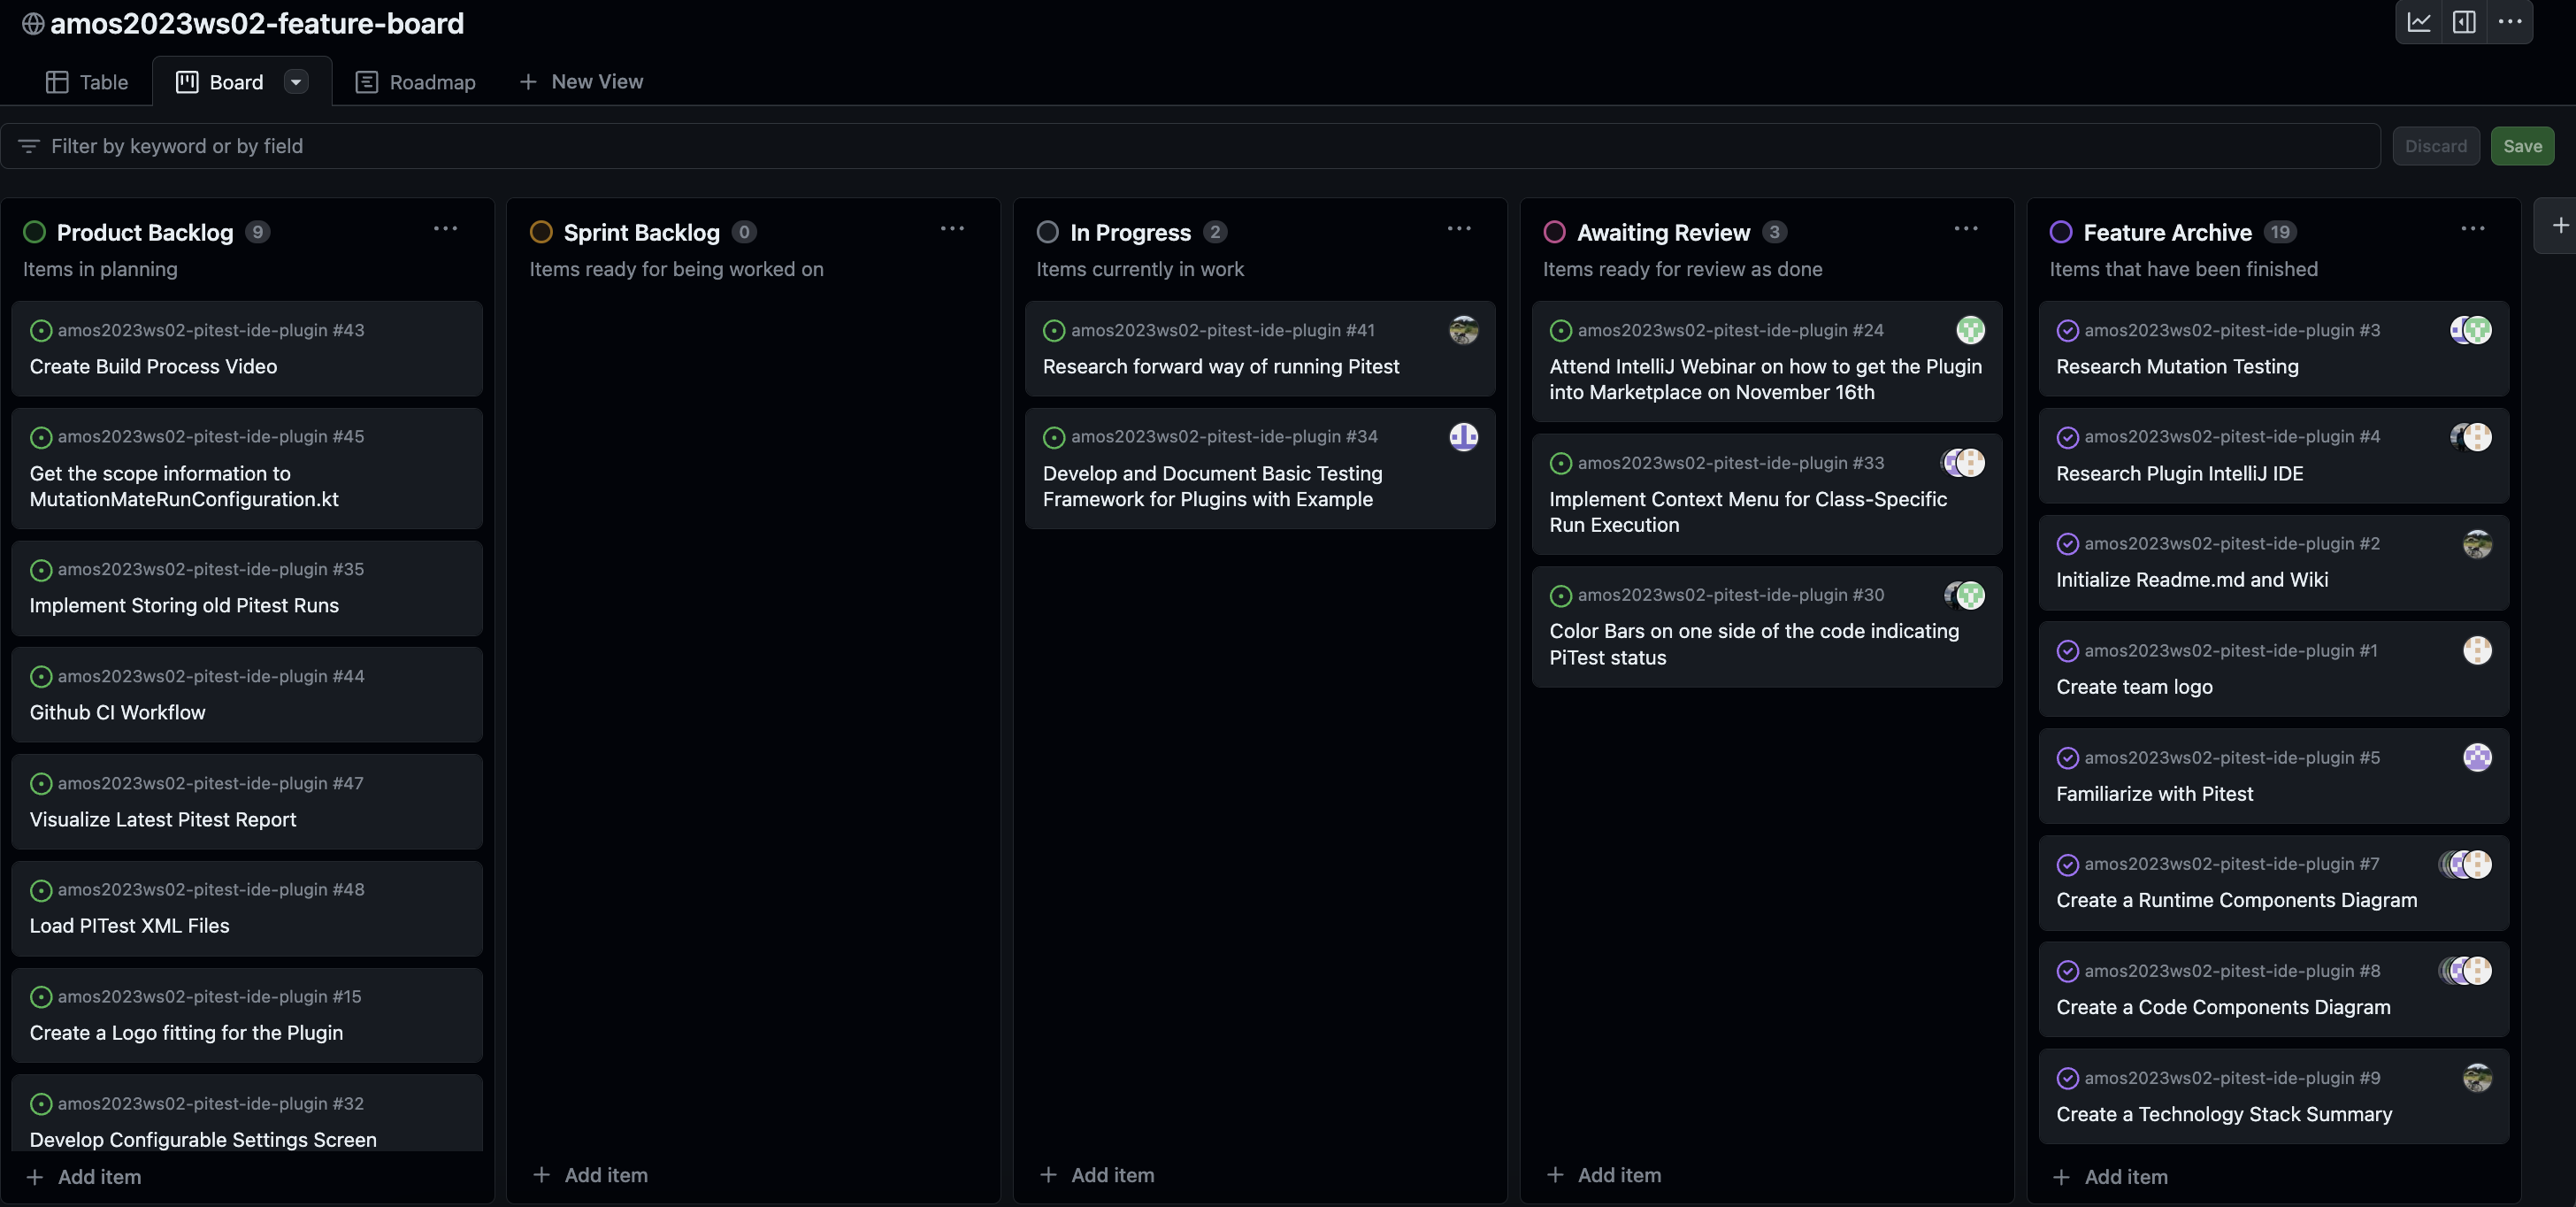 amos2023ws02-feature-board
Table
Board
Roadmap
New View
Filter by keyword or by field
Discard
Save
Product Backlog 9
Items in planning
amos2023ws02-pitest-ide-plugin #43
Create Build Process Video
amos2023ws02-pitest-ide-plugin #45
Get the scope information to
MutationMateRunConfiguration.kt
amos2023ws02-pitest-ide-plugin #35
Implement Storing old Pitest Runs
amos2023ws02-pitest-ide-plugin #44
Github CI Workflow
amos2023ws02-pitest-ide-plugin #47
Visualize Latest Pitest Report
amos2023ws02-pitest-ide-plugin #48
Load PITest XML Files
amos2023ws02-pitest-ide-plugin #15
Create a Logo fitting for the Plugin
amos2023ws02-pitest-ide-plugin #32
Develop Configurable Settings Screen
Add item
Sprint Backlog 0
Items ready for being worked on
Add item
In Progress 2
Items currently in work
amos2023ws02-pitest-ide-plugin #41
Research forward way of running Pitest
amos2023ws02-pitest-ide-plugin #34
Develop and Document Basic Testing
Framework for Plugins with Example
Add item
Awaiting Review 3
Items ready for review as done
amos2023ws02-pitest-ide-plugin #24
Attend IntelliJ Webinar on how to get the Plugin
into Marketplace on November 16th
amos2023ws02-pitest-ide-plugin #33
Implement Context Menu for Class-Specific
Run Execution
amos2023ws02-pitest-ide-plugin #30
Color Bars on one side of the code indicating
PiTest status
Add item
Feature Archive 19
Items that have been finished
amos2023ws02-pitest-ide-plugin #3
Research Mutation Testing
amos2023ws02-pitest-ide-plugin #4
Research Plugin IntelliJ IDE
amos2023ws02-pitest-ide-plugin #2
Initialize Readme.md and Wiki
amos2023ws02-pitest-ide-plugin #1
Create team logo
amos2023ws02-pitest-ide-plugin #5
Familiarize with Pitest
amos2023ws02-pitest-ide-plugin #7
Create a Runtime Components Diagram
amos2023ws02-pitest-ide-plugin #8
Create a Code Components Diagram
amos2023ws02-pitest-ide-plugin #9
Create a Technology Stack Summary
Add item